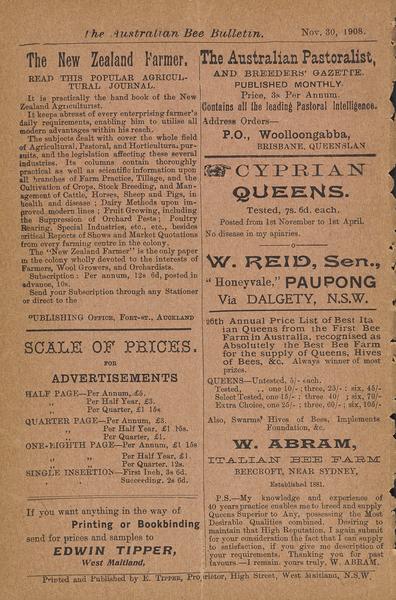 The Australian Bee Bulletin. Nov. 30, 1908.
The New Zealand Farmer.
READ THIS POPULAR AGRICUL-
TURAL JOURNAL.
It is practically the hand book of the New
Zealand Agriculturist.
It keeps abreast of every enterprising farmer's
daily requirements, enabling him to utilise all
modern advantages within his reach.
The subjects dealt with cover the whole field
of Agricultural, Pastoral, and Horticultura, pur-
suits, and the legislation affecting these several
industries. Its columns contain thoroughly
practical as well as scientific information upon
all branches of Farm Practice, Tillage, and the
Cultivation of Crops, Stock Breeding, and Man-
agement of Cattle, Horses, Sheep and Pigs, in
health and disease ; Dairy Methods upon im-
proved modern lines ; Fruit Growing, including
the Suppression of Orchard Pests ; Poultry
Rearing, Special Industries, etc., etc., besides
critical Reports of Shows and Market Quotations
from every farming centre in the colony.
The "New Zealand Farmer" is the only paper
in the colony wholly devoted to the interests of
Farmers, Wool Growers, and Orchardists.
Subscription : Per annum, 12s 6d, posted in
advance, 10s.
Send your Subscription through any Stationer
or direct to the
PUBLISHING OFFICE, FORT-ST., AUCKLAND
SCALE OF PRICES.
FOR
ADVERTISEMENTS
HALF PAGE—Per Annum, £5.
„ Per Half Year, £3.
„ Per Quarter, £1 15s
QUARTER PAGE—Per Annum, £3.
„ Per Half Year, £1 15s.
„ Per Quarter, £1.
ONE-EIGHTH PAGE—Per Annum, £1 15s
„ Per Half Year, £1.
„ Per Quarter, 12s.
SINGLE INSERTION—First Inch, 3s 6d.
„ Succeeding, 2s 6d.
If you want anything in the way of
Printing or Bookbinding
send for prices and samples to
EDWIN TIPPER,
West Maitland,
The Australian Pastoralist,
AND BREEDERS' GAZETTE.
PUBLISHED MONTHLY.
Price, 3s Per Annum.
Contains all the leading Pastoral Intelligence.
Address Orders—
P.O., Woolloongabba,
BRISBANE, QUEENSLAN
CYPRIAN
QUEENS.
Tested, 7s. 6d. each.
Posted from 1st November to 1st April.
No disease in my apiaries.
W. REID, Sen.,
"Honeyvale," PAUPONG
Via DALGETY, N.S.W.
26th Annual Price List of Best Ita
ian Queens from the First Bee
Farm in Australia, recognised as
Absolutely the Best Bee Farm
for the supply of Queens, Hives
of Bees, &c. Always winner of most
prizes.
QUEENS—Untested, 5/- each.
Tested, .. one 10/- ; three, 25/- : six, 45/-
Select Tested, one 15/- ; three 40/ ; six, 70/-
Extra Choice, one 25/- ; three, 60/- ; six, 105/-
Also, Swarms' Hives of Bees, Implements
Foundation, &c.
W. ABRAM,
ITALIAN BEE FARM
BEECROFT, NEAR SYDNEY,
Established 1881.
P.S.—My knowledge and experience of
40 years practice enables me to breed and supply
Queens Superior to Any, possessing the Most
Desirable Qualities combined. Desiring to
maintain that High Reputation, I again submit
for your consideration the fact that I can supply
to satisfaction, if you give me description of
your requirements. Thanking you for past
favours.—I remain yours truly, W. ABRAM.
Printed and Published by E. TIPPER, Proprietor, High Street, West Maitland, N.S.W.